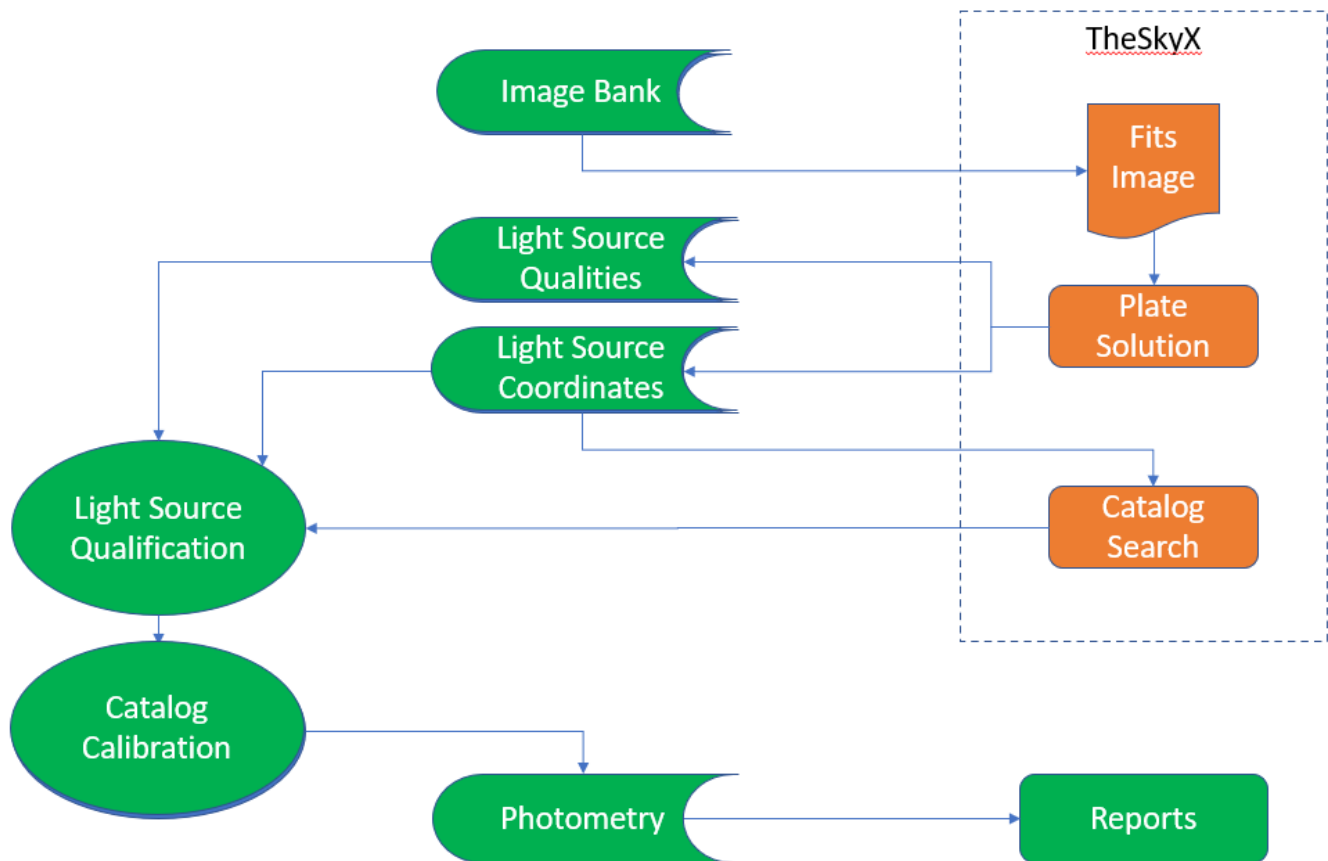 TheSkyX
Image Bank
Fits
Image
Light Source
Qualities
Plate
Solution
Light Source
Coordinates
Light Source
Qualification
Catalog
Search
Catalog
Calibration
Photometry
Reports